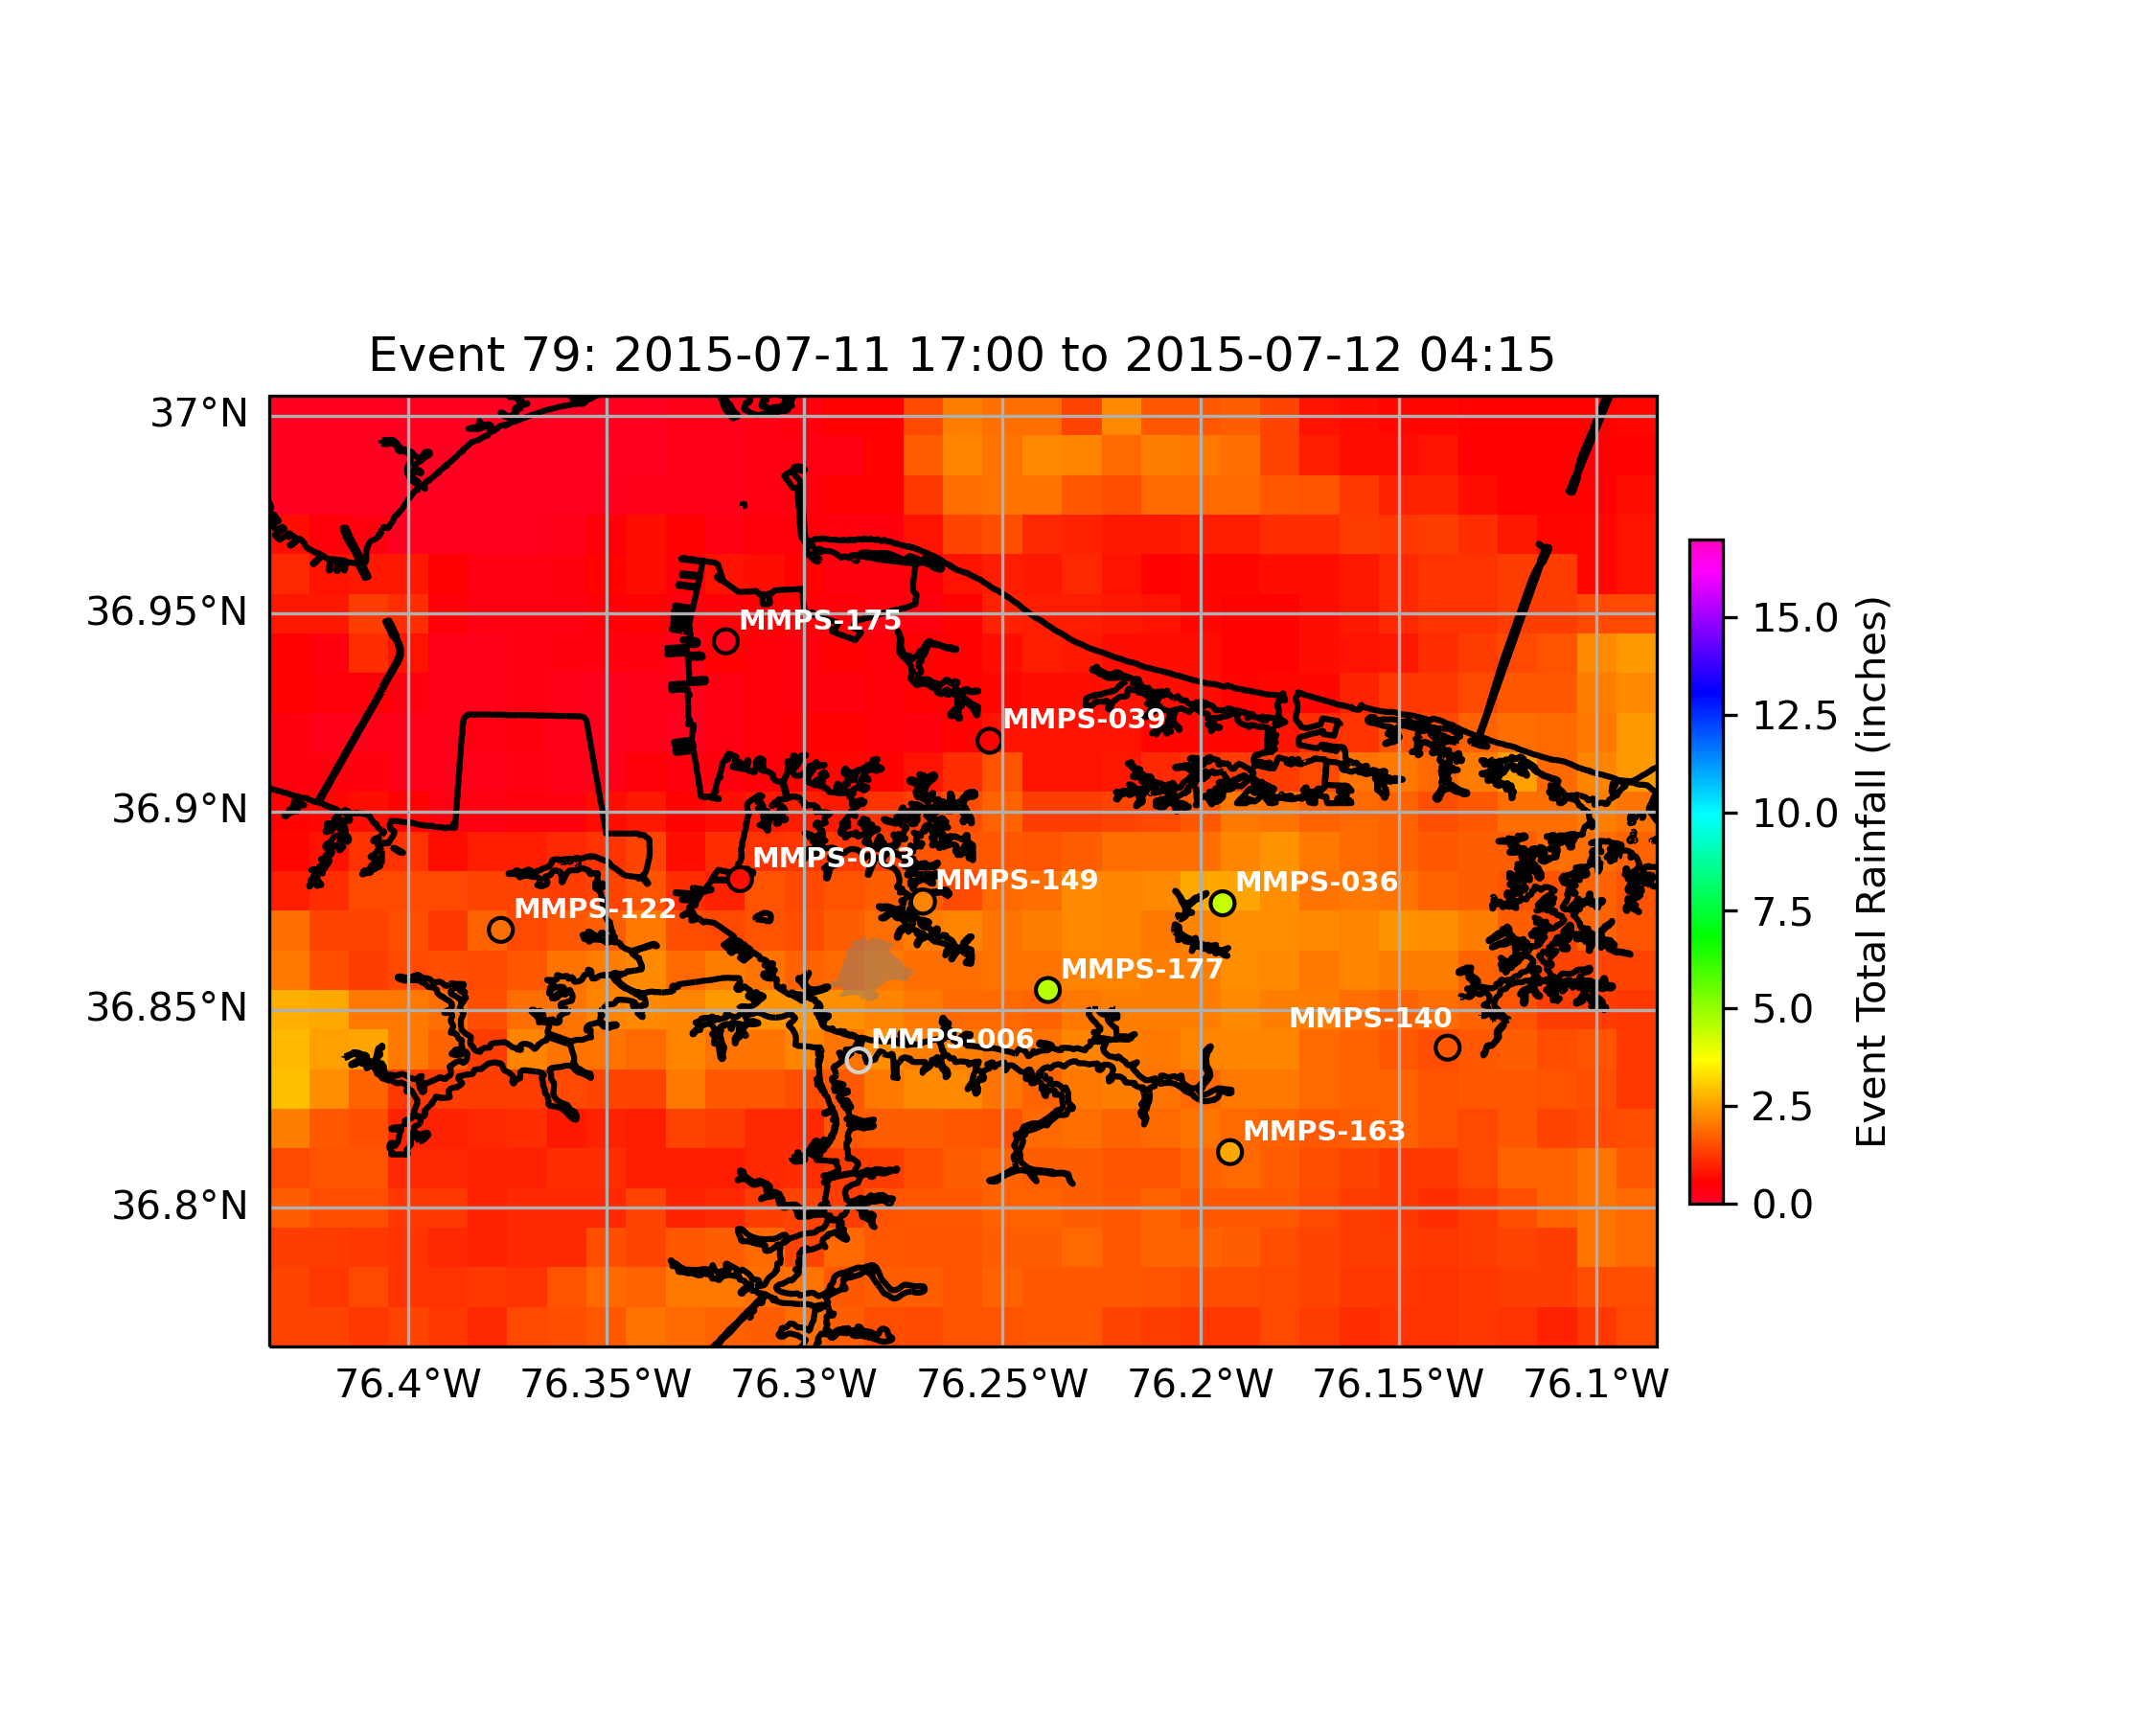 Event 79: 2015-07-11 17:00 to 2015-07-12 04:15
37°N
36.95°N
36.9°N
36.85°N
36.8°N
MMPS-175
MMPS-039
MMPS-003
MMPS-149
MMPS-036
MMPS-122
MMPS-177
MMPS-140
MMPS-006
MMPS-163
76.4°W
76.35°W
76.3°W
76.25°W
76.2°W
76.15°W
76.1°W
15.0
12.5
10.0
7.5
5.0
2.5
0.0
Event Total Rainfall (inches)